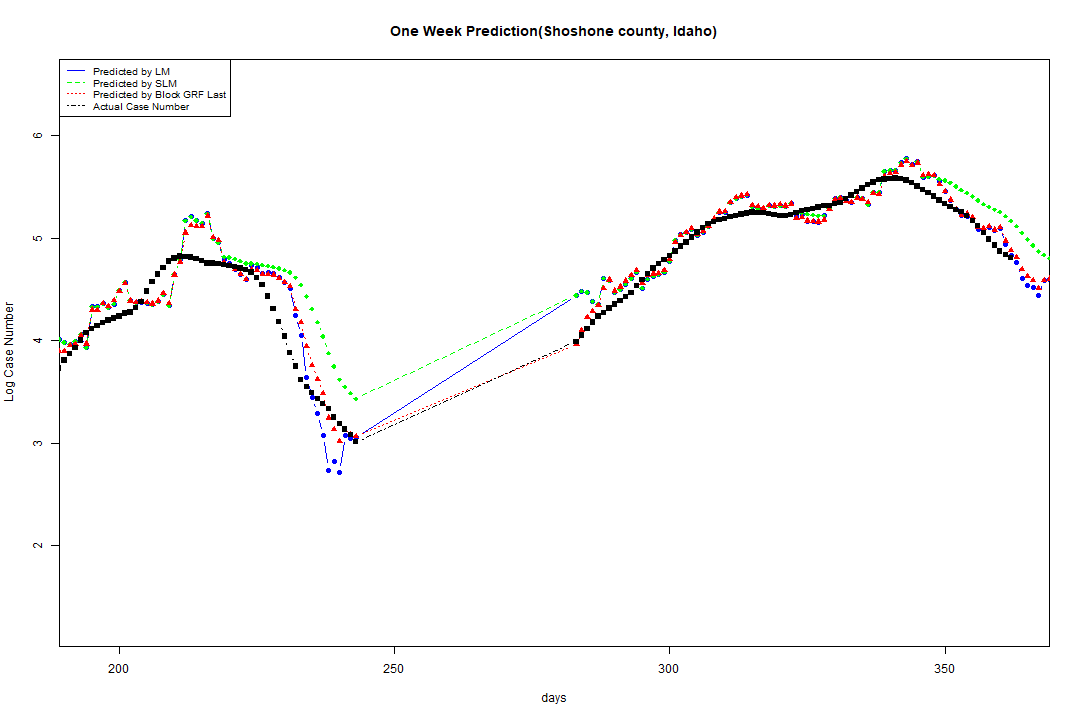 One Week Prediction(Shoshone county, Idaho)
Predicted by LM
Predicted by SLM
Predicted by Block GRF Last
Actual Case Number
6
5
4
3
2
Log Case Number
200 250 300 350
days